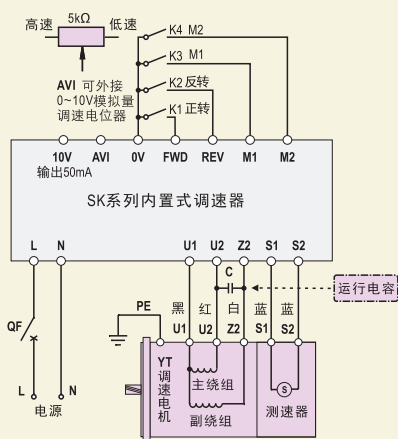 5kΩ
高速 低速
K4 M2
K3 M1
K2 反转
K1 正转
AVI 可外接
0~10V模拟量
调速电位器
10V AVI 0V FWD REV M1 M2
输出50mA
SK系列内置式调速器
L N U1 U2 Z2 S1 S2
C
运行电容
PE
黑 红 白 蓝 蓝
QF
U1 U2 Z2 S1 S2
YT
调速电机
主绕组
副绕组
S
测速器
L N
电源